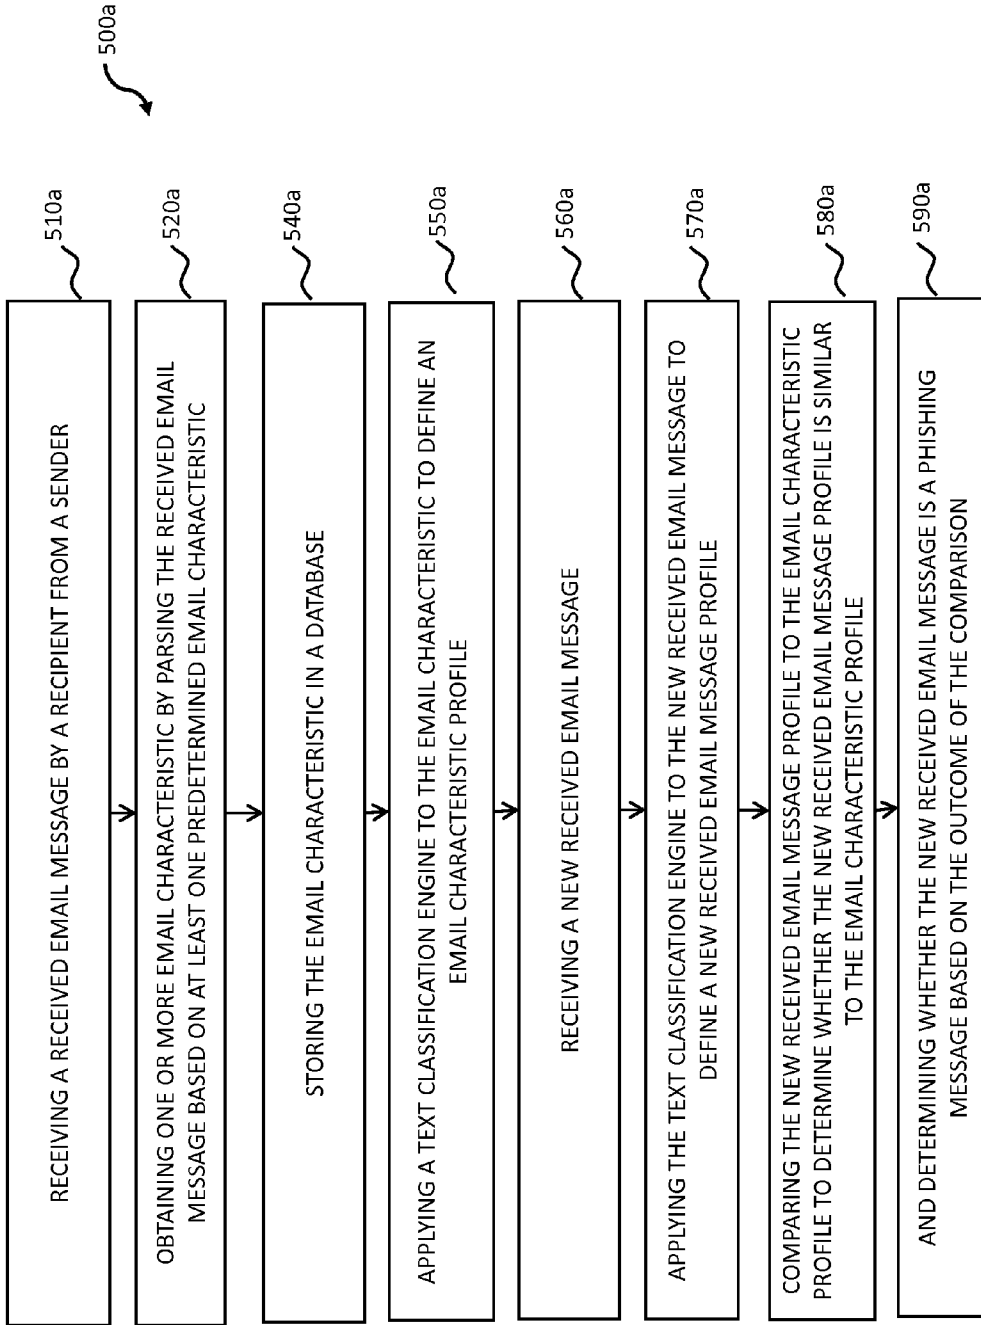 500a
510a
RECEIVING A RECEIVED EMAIL MESSAGE BY A RECIPIENT FROM A SENDER
520a
OBTAINING ONE OR MORE EMAIL CHARACTERISTIC BY PARSING THE RECEIVED EMAIL
MESSAGE BASED ON AT LEAST ONE PREDETERMINED EMAIL CHARACTERISTIC
540a
STORING THE EMAIL CHARACTERISTIC IN A DATABASE
550a
APPLYING A TEXT CLASSIFICATION ENGINE TO THE EMAIL CHARACTERISTIC TO DEFINE AN
EMAIL CHARACTERISTIC PROFILE
560a
RECEIVING A NEW RECEIVED EMAIL MESSAGE
570a
APPLYING THE TEXT CLASSIFICATION ENGINE TO THE NEW RECEIVED EMAIL MESSAGE TO
DEFINE A NEW RECEIVED EMAIL MESSAGE PROFILE
580a
COMPARING THE NEW RECEIVED EMAIL MESSAGE PROFILE TO THE EMAIL CHARACTERISTIC
PROFILE TO DETERMINE WHETHER THE NEW RECEIVED EMAIL MESSAGE PROFILE IS SIMILAR
TO THE EMAIL CHARACTERISTIC PROFILE
590a
AND DETERMINING WHETHER THE NEW RECEIVED EMAIL MESSAGE IS A PHISHING
MESSAGE BASED ON THE OUTCOME OF THE COMPARISON